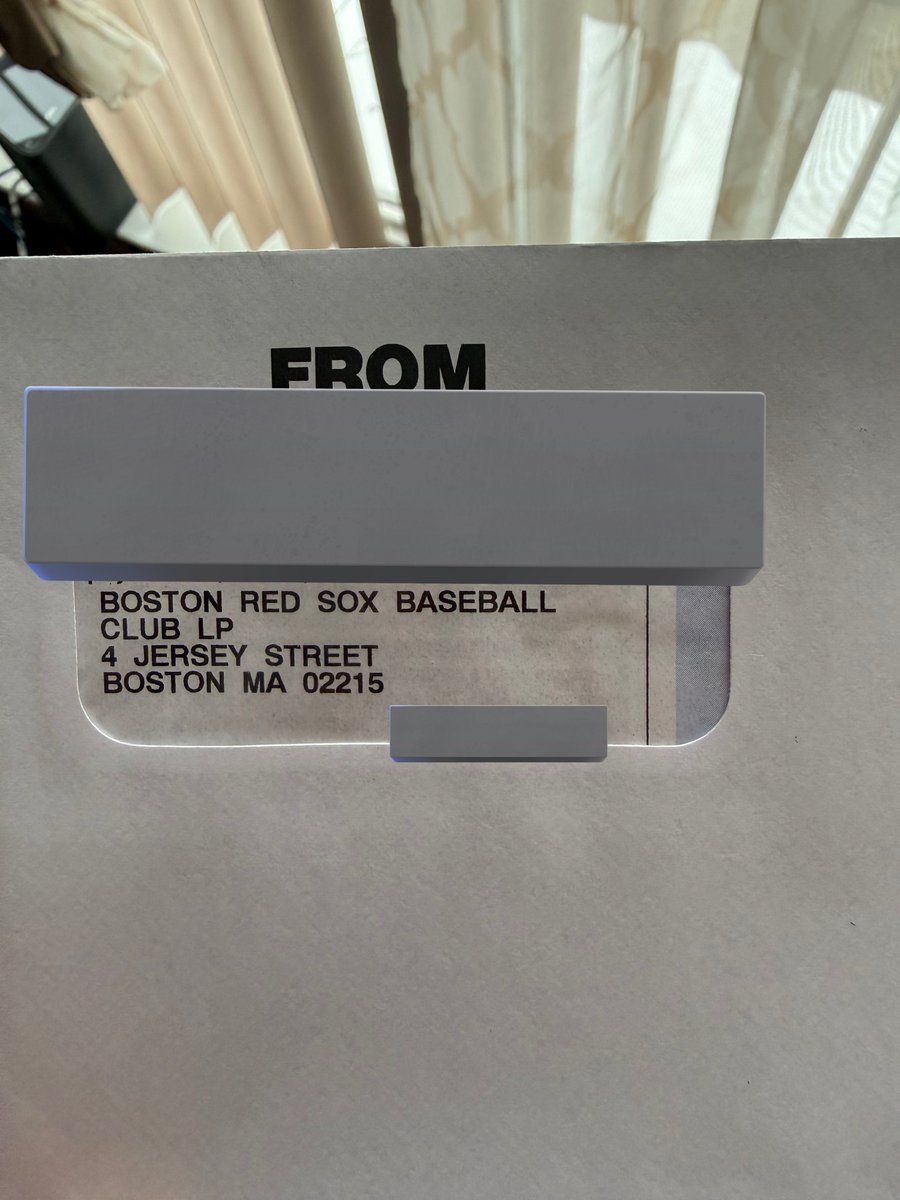 FROM
BOSTON RED SOX BASEBALL
CLUB LP
4 JERSEY STREET
BOSTON MA 02215